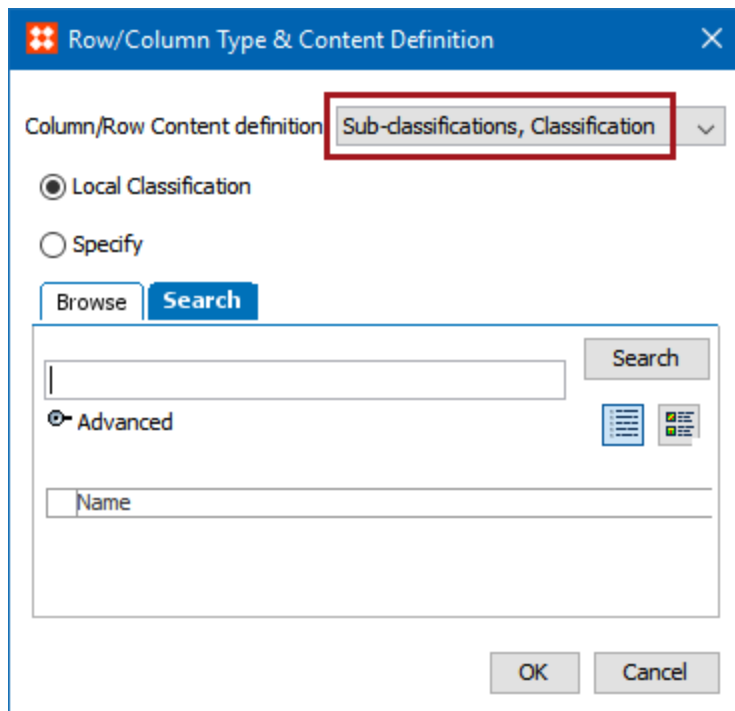 Row/Column Type & Content Definition
Column/Row Content definition Sub-classifications, Classification
Local Classification
Specify
Browse Search
Search
Advanced
Name
OK Cancel